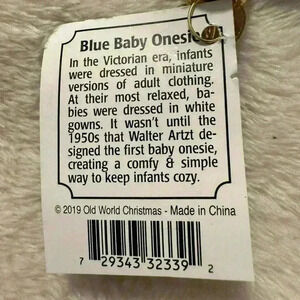 Blue Baby Onesie
In the Victorian era, infants
were dressed in miniature
versions of adult clothing.
At their most relaxed, ba-
bies were dressed in white
gowns. It wasn't until the
1950s that Walter Artzt de-
signed the first baby onesie,
creating a comfy & simple
way to keep infants cozy.
© 2019 Old World Christmas - Made in China
7 29343 32339 2